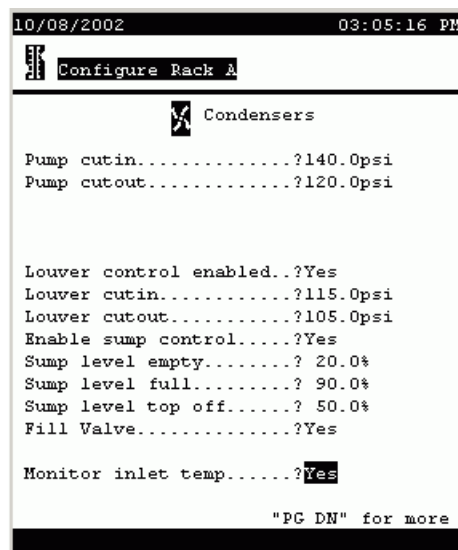 10/08/2002 03:05:16 PM
Configure Rack A
Condensers
Pump cutin..............?140.0psi
Pump cutout.............?120.0psi
Louver control enabled..?Yes
Louver cutin............?115.0psi
Louver cutout...........?105.0psi
Enable sump control.....?Yes
Sump level empty........? 20.0%
Sump level full.........? 90.0%
Sump level top off......? 50.0%
Fill Valve..............?Yes
Monitor inlet temp......?Yes
"PG DN" for more